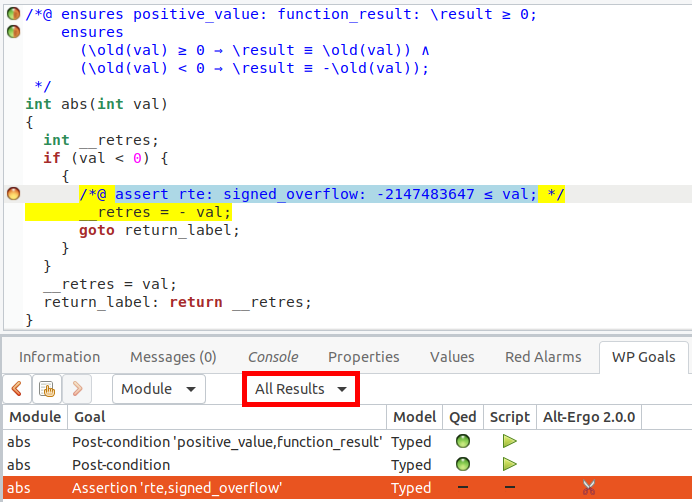 /*@ ensures positive_value: function_result: \result ≥ 0;
ensures
(\old(val) ≥ 0 ⇒ \result ≡ \old(val)) ∧
(\old(val) < 0 ⇒ \result ≡ -\old(val));
*/
int abs(int val)
{
int __retres;
if (val < 0) {
{
/*@ assert rte: signed_overflow: -2147483647 ≤ val; */
__retres = - val;
goto return_label;
}
}
__retres = val;
return_label: return __retres;
}
Information Messages (0) Console Properties Values Red Alarms WP Goals
Module All Results
Module Goal Model Qed Script Alt-Ergo 2.0.0
abs Post-condition 'positive_value,function_result' Typed
abs Post-condition Typed
abs Assertion 'rte,signed_overflow' Typed